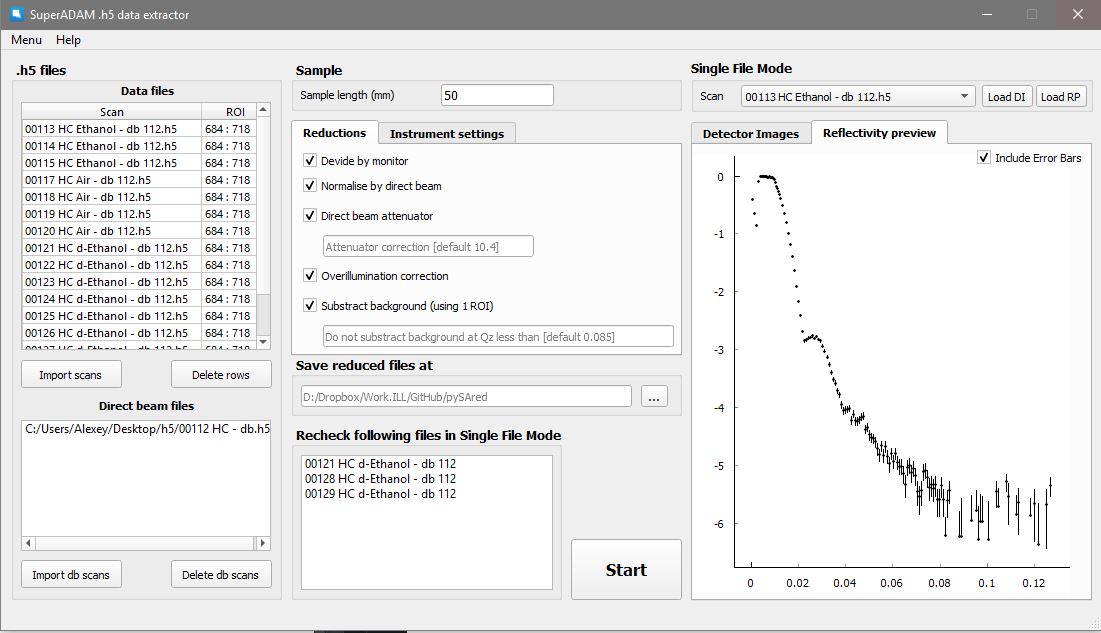 SuperADAM .h5 data extractor
Menu Help
.h5 files
Data files
Scan ROI
00113 HC Ethanol - db 112.h5 684 : 718
00114 HC Ethanol - db 112.h5 684 : 718
00115 HC Ethanol - db 112.h5 684 : 718
00117 HC Air - db 112.h5 684 : 718
00118 HC Air - db 112.h5 684 : 718
00119 HC Air - db 112.h5 684 : 718
00120 HC Air - db 112.h5 684 : 718
00121 HC d-Ethanol - db 112.h5 684 : 718
00122 HC d-Ethanol - db 112.h5 684 : 718
00123 HC d-Ethanol - db 112.h5 684 : 718
00124 HC d-Ethanol - db 112.h5 684 : 718
00125 HC d-Ethanol - db 112.h5 684 : 718
00126 HC d-Ethanol - db 112.h5 684 : 718
00127 HC d-Ethanol - db 112.h5 684 : 718
Import scans Delete rows
Direct beam files
C:/Users/Alexey/Desktop/h5/00112 HC - db.h5
Import db scans Delete db scans
Sample
Sample length (mm) 50
Reductions Instrument settings
Devide by monitor
Normalise by direct beam
Direct beam attenuator
Attenuator correction [default 10.4]
Overillumination correction
Substract background (using 1 ROI)
Do not substract background at Qz less than [default 0.085]
Save reduced files at
D:/Dropbox/Work.ILL/GitHub/pySAred ...
Recheck following files in Single File Mode
00121 HC d-Ethanol - db 112
00128 HC d-Ethanol - db 112
00129 HC d-Ethanol - db 112
Start
Single File Mode
Scan 00113 HC Ethanol - db 112.h5 Load DI Load RP
Detector Images Reflectivity preview
Include Error Bars
0
-1
-2
-3
-4
-5
-6
0 0.02 0.04 0.06 0.08 0.1 0.12